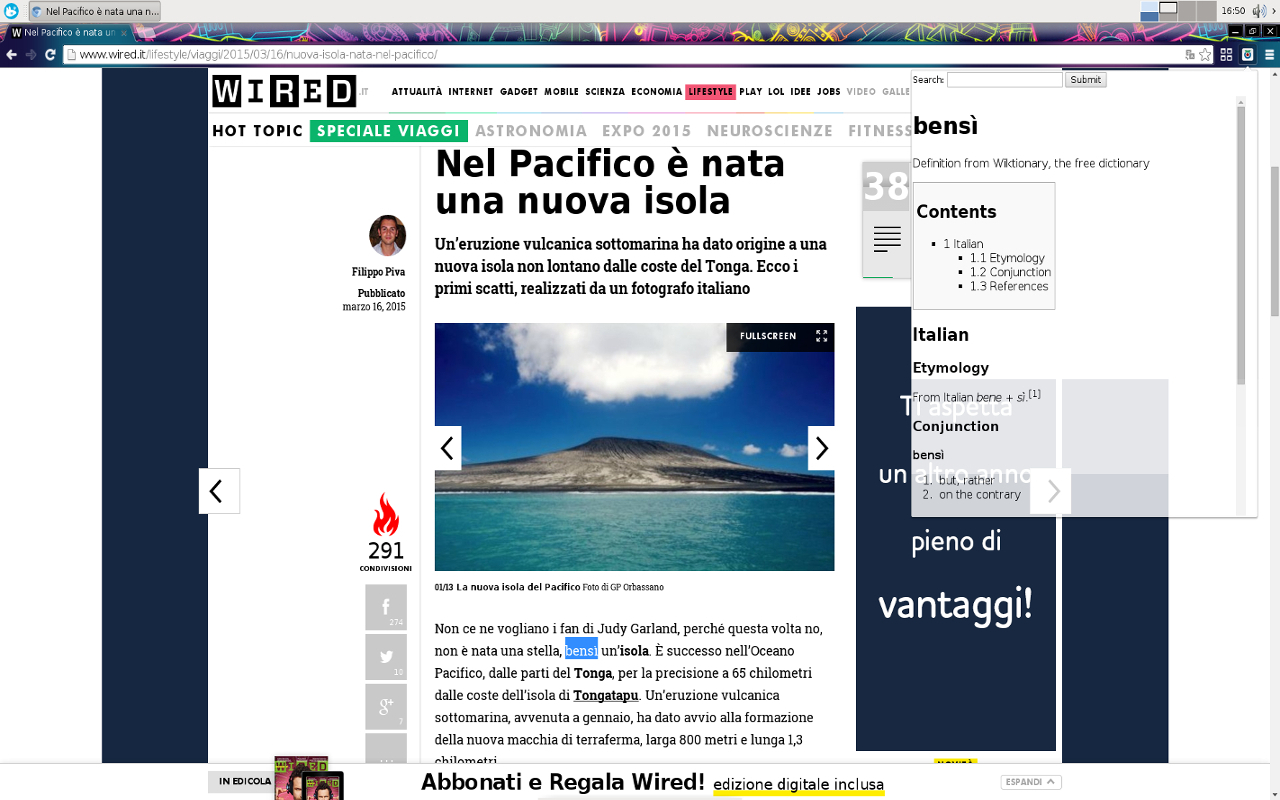 Nel Pacifico è nata una n...
16:50
W Nel Pacifico è nata un
www.wired.it/lifestyle/viaggi/2015/03/16/nuova-isola-nata-nel-pacifico/
WIRED.IT
ATTUALITÀ INTERNET GADGET MOBILE SCIENZA ECONOMIA LIFESTYLE PLAY LOL IDEE JOBS VIDEO GALLE
HOT TOPIC SPECIALE VIAGGI ASTRONOMIA EXPO 2015 NEUROSCIENZE FITNESS
Nel Pacifico è nata
una nuova isola
Un’eruzione vulcanica sottomarina ha dato origine a una
nuova isola non lontano dalle coste del Tonga. Ecco i
primi scatti, realizzati da un fotografo italiano
Filippo Piva
Pubblicato
marzo 16, 2015
38
FULLSCREEN
291
CONDIVISIONI
274
10
7
01/13 La nuova isola del Pacifico Foto di GP Orbassano
Non ce ne vogliano i fan di Judy Garland, perché questa volta no,
non è nata una stella, bensì un’isola. È successo nell’Oceano
Pacifico, dalle parti del Tonga, per la precisione a 65 chilometri
dalle coste dell’isola di Tongatapu. Un’eruzione vulcanica
sottomarina, avvenuta a gennaio, ha dato avvio alla formazione
della nuova macchia di terraferma, larga 800 metri e lunga 1,3
chilometri
Search: Submit
bensì
Definition from Wiktionary, the free dictionary
Contents
1 Italian
1.1 Etymology
1.2 Conjunction
1.3 References
Italian
Etymology
From Italian bene + sì.[1]
Conjunction
bensì
1. but, rather
2. on the contrary
Ti aspetta
un altro anno
pieno di
vantaggi!
NOVITÀ
IN EDICOLA
WIRED
Abbonati e Regala Wired! edizione digitale inclusa
ESPANDI